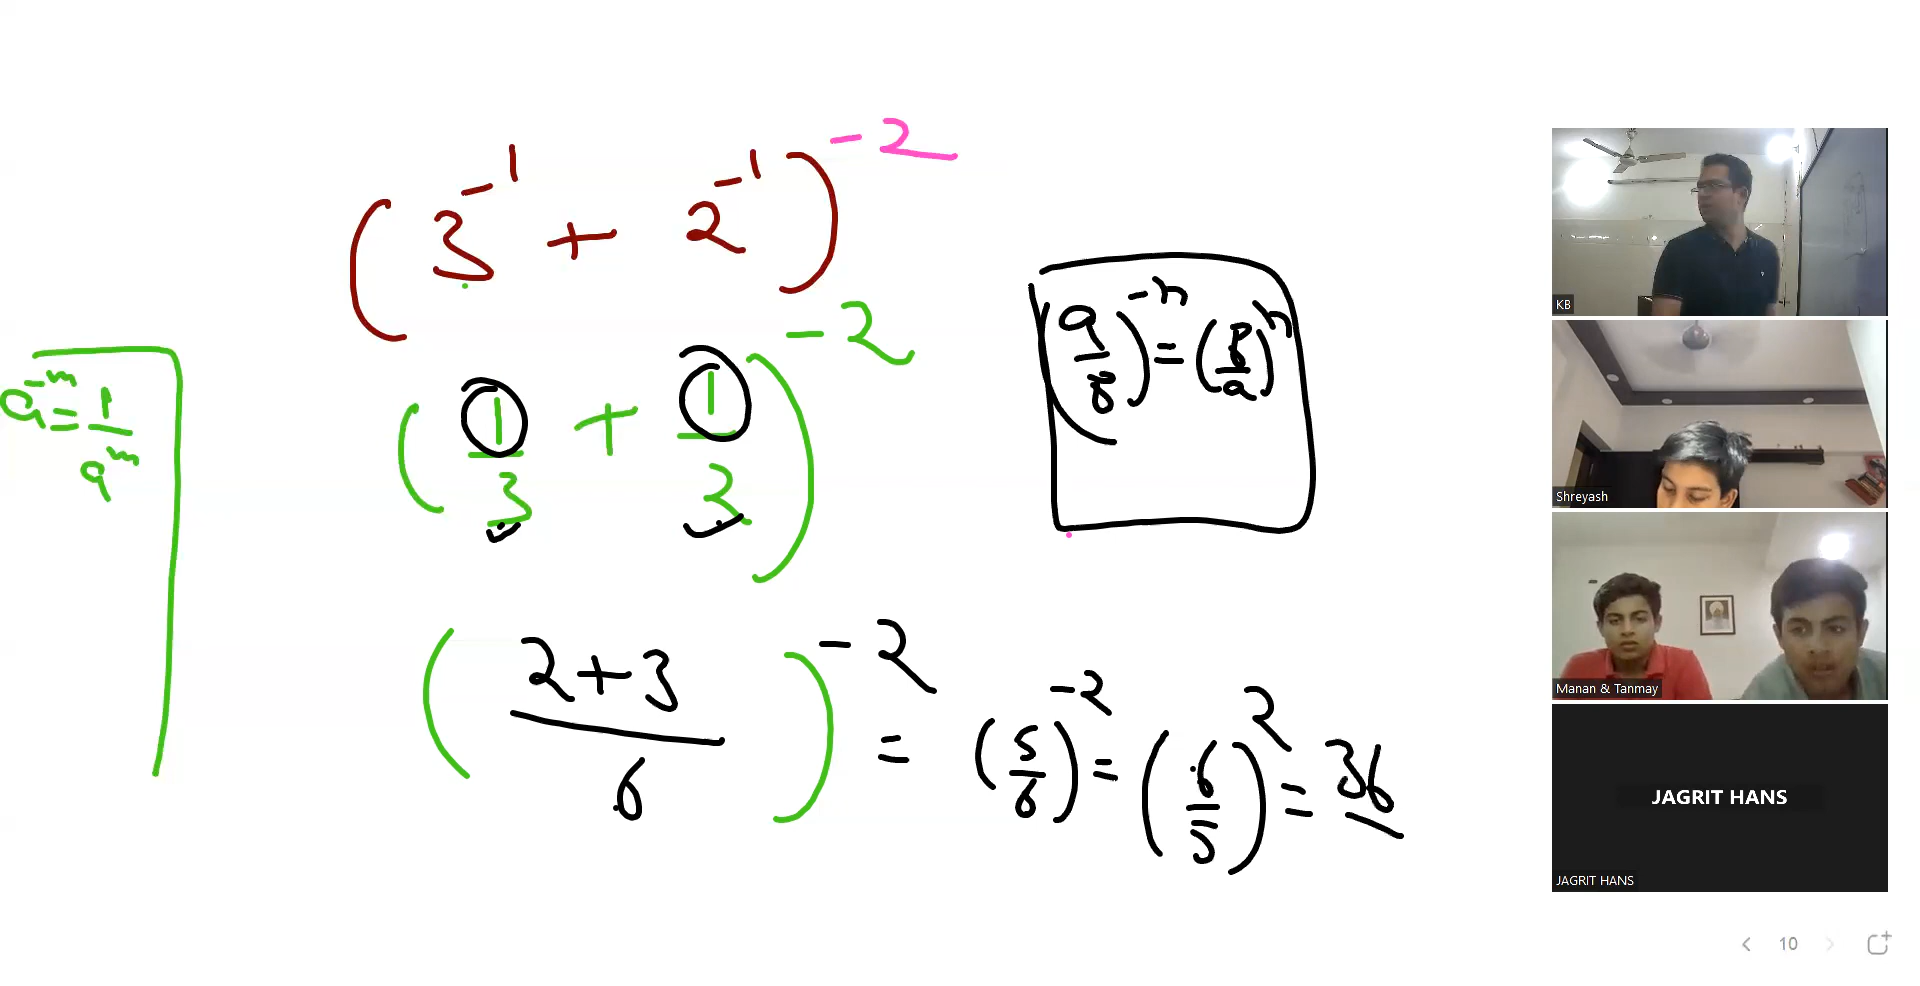 (3⁻¹ + 2⁻¹)⁻²
(1/3 + 1/2)⁻²
a⁻ᵐ = 1/aᵐ
(a/b)⁻ⁿ = (b/a)ⁿ
((2+3)/6)⁻² = (5/6)⁻² = (6/5)² = 36
KB
Shreyash
Manan & Tanmay
JAGRIT HANS
JAGRIT HANS
10